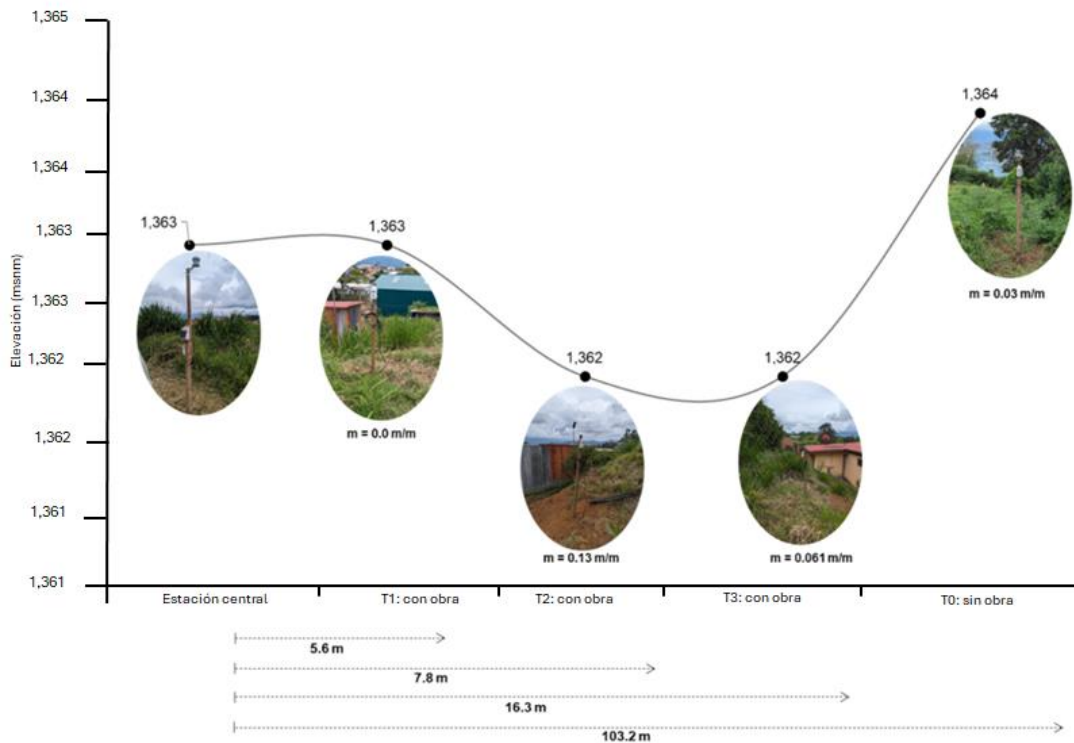 1,365
1,364
1,364
1,363
1,363
1,362
1,362
1,361
1,361
Elevación (msnm)
1,363
1,363
1,362
1,362
1,364
m = 0.0 m/m
m = 0.13 m/m
m = 0.061 m/m
m = 0.03 m/m
Estación central
T1: con obra
T2: con obra
T3: con obra
T0: sin obra
5.6 m
7.8 m
16.3 m
103.2 m